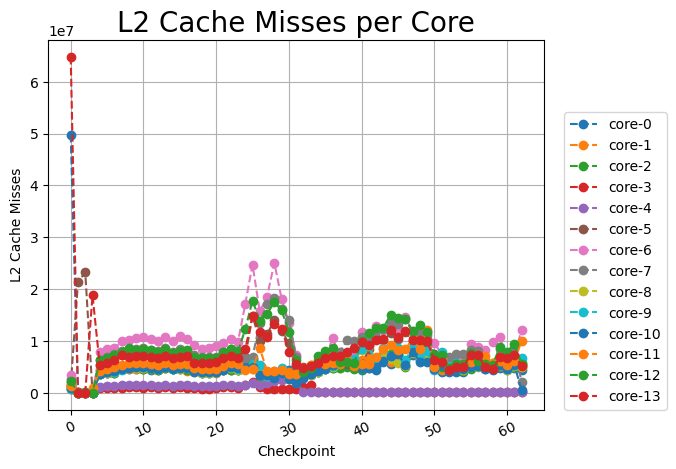 L2 Cache Misses per Core
1e7
6
5
4
3
2
1
0
L2 Cache Misses
0 10 20 30 40 50 60
Checkpoint
core-0
core-1
core-2
core-3
core-4
core-5
core-6
core-7
core-8
core-9
core-10
core-11
core-12
core-13